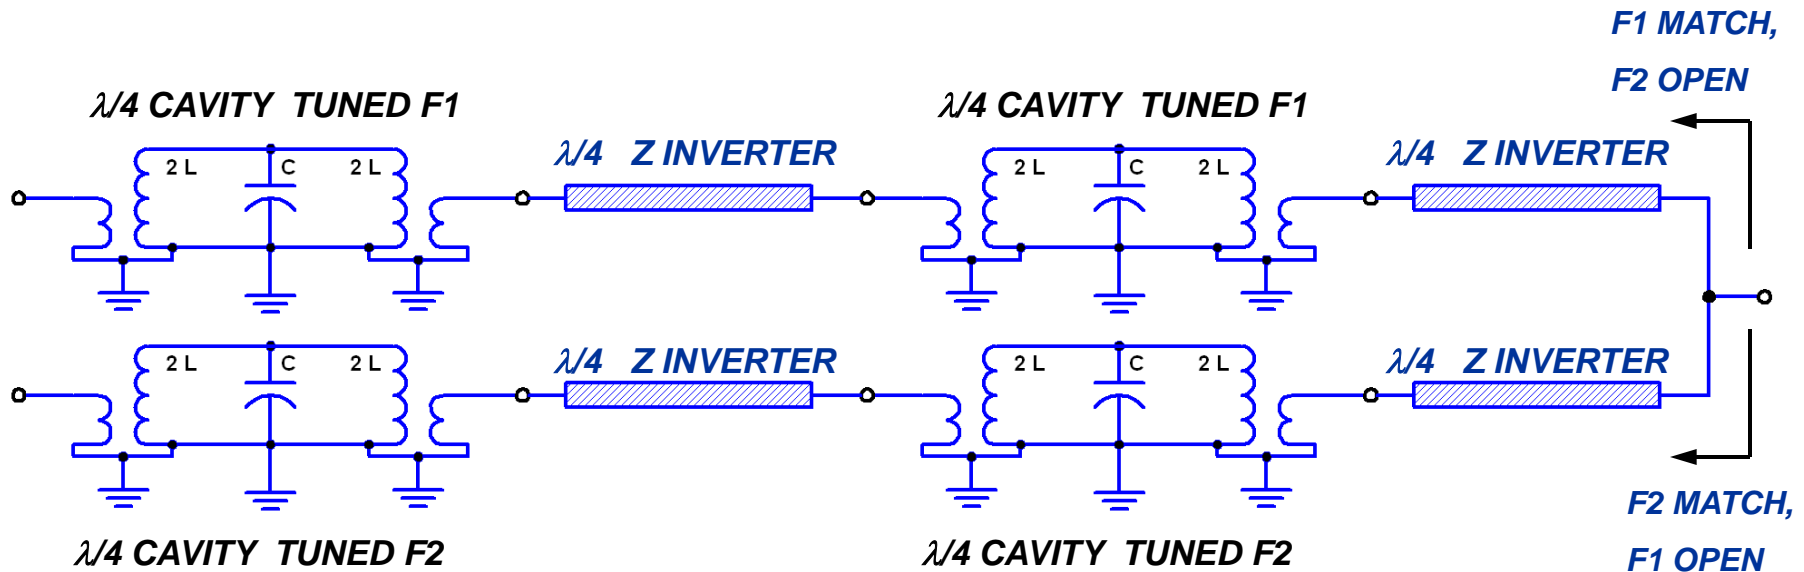 F1 MATCH,
F2 OPEN
λ/4 CAVITY TUNED F1
λ/4 CAVITY TUNED F1
λ/4 Z INVERTER
λ/4 Z INVERTER
2 L C 2 L
2 L C 2 L
λ/4 Z INVERTER
λ/4 Z INVERTER
2 L C 2 L
2 L C 2 L
λ/4 CAVITY TUNED F2
λ/4 CAVITY TUNED F2
F2 MATCH,
F1 OPEN